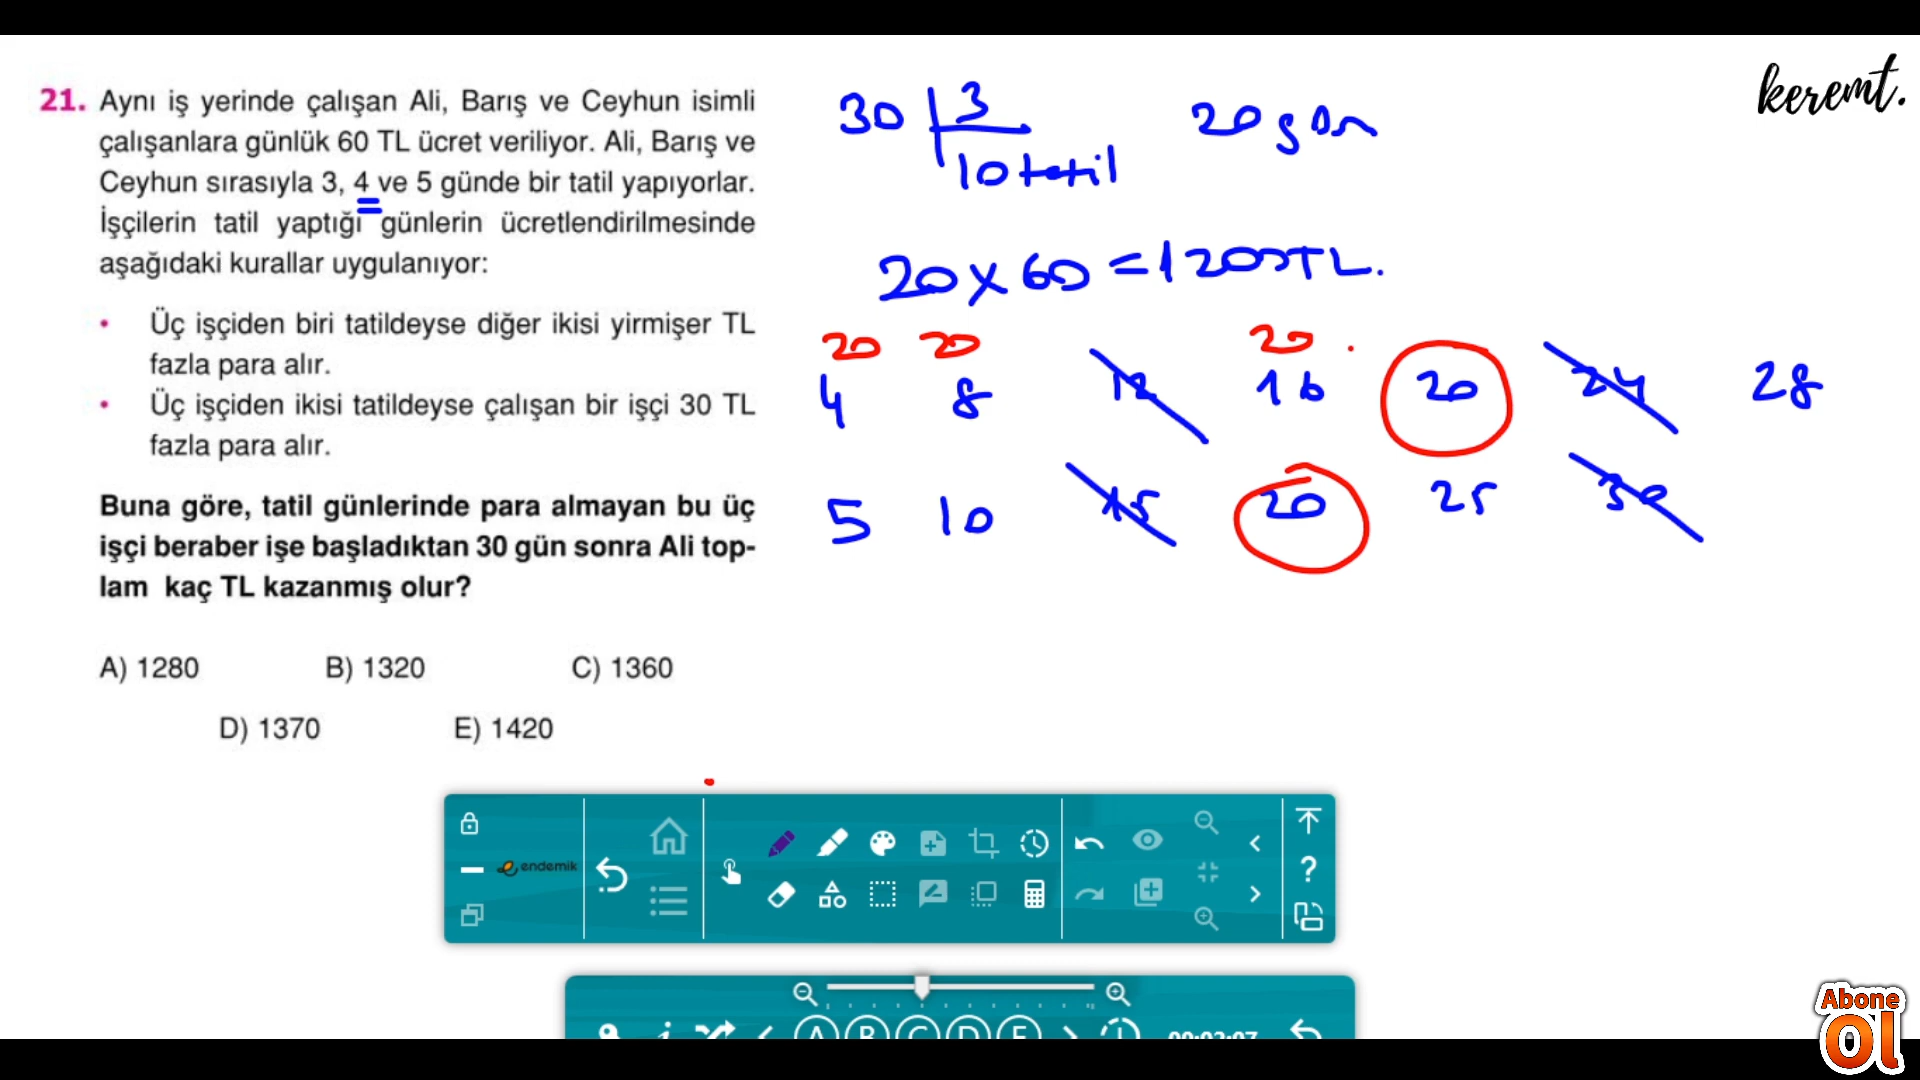 keremt.
21. Aynı iş yerinde çalışan Ali, Barış ve Ceyhun isimli
çalışanlara günlük 60 TL ücret veriliyor. Ali, Barış ve
Ceyhun sırasıyla 3, 4 ve 5 günde bir tatil yapıyorlar.
İşçilerin tatil yaptığı günlerin ücretlendirilmesinde
aşağıdaki kurallar uygulanıyor:
• Üç işçiden biri tatildeyse diğer ikisi yirmişer TL
fazla para alır.
• Üç işçiden ikisi tatildeyse çalışan bir işçi 30 TL
fazla para alır.
Buna göre, tatil günlerinde para almayan bu üç
işçi beraber işe başladıktan 30 gün sonra Ali top-
lam kaç TL kazanmış olur?
A) 1280 B) 1320 C) 1360
D) 1370 E) 1420
30 3 20 gün
10 tatil
20 x 60 = 1200 TL.
20 20 20
4 8 12 16 20 24 28
5 10 15 20 25 30
endemik
?
A B C D E
Abone
Ol